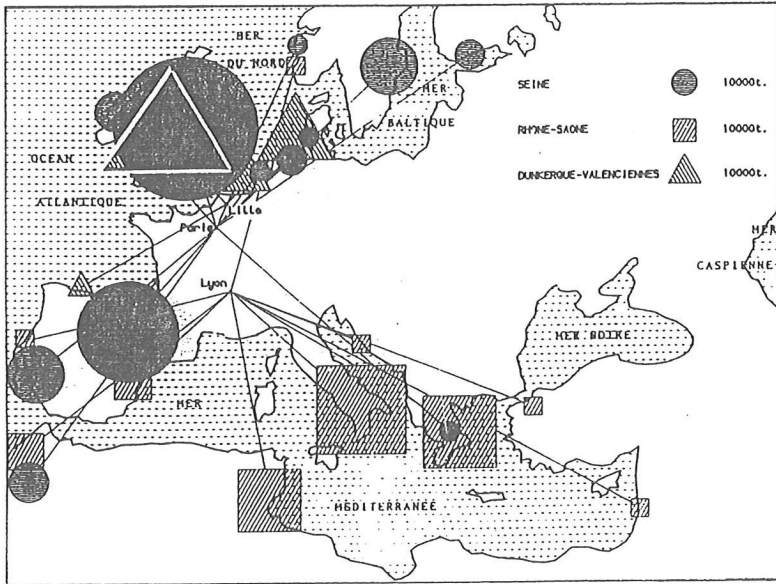 MER
DU NORD
MER
BALTIQUE
OCEAN
ATLANTIQUE
Lille
Paris
Lyon
MER
MEDITERRANEÉ
MER NOIRE
MER
CASPIENNE
SEINE 10000t.
RHONE-SAONE 10000t.
DUNKERQUE-VALENCIENNES 10000t.